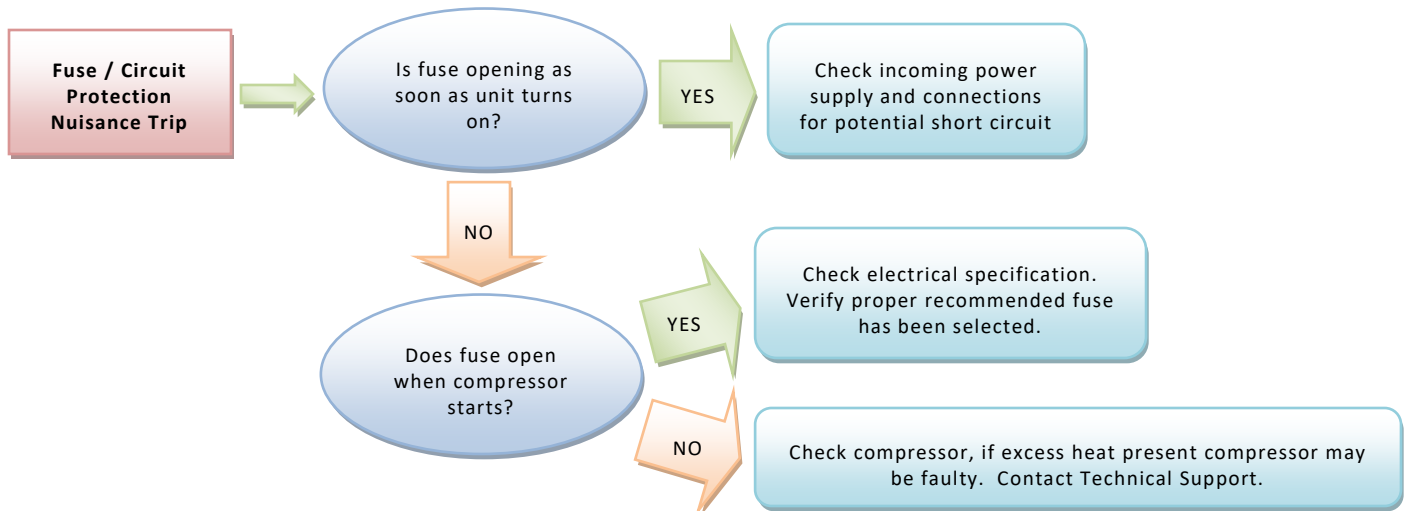 Fuse / Circuit
Protection
Nuisance Trip
Is fuse opening as
soon as unit turns
on?
YES
Check incoming power
supply and connections
for potential short circuit
NO
Does fuse open
when compressor
starts?
YES
Check electrical specification.
Verify proper recommended fuse
has been selected.
NO
Check compressor, if excess heat present compressor may
be faulty.  Contact Technical Support.